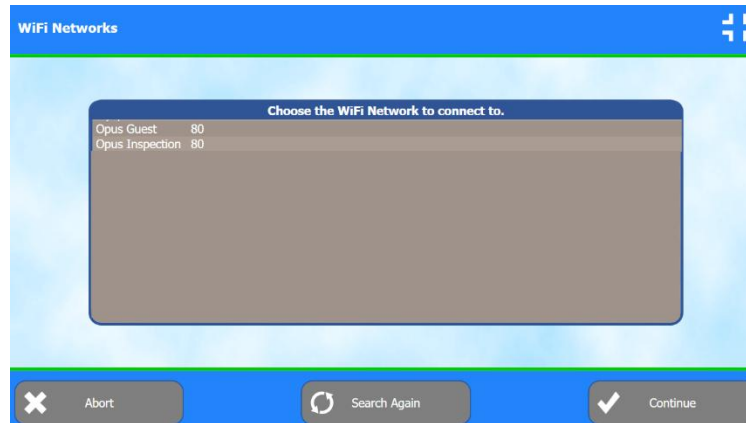 WiFi Networks
Choose the WiFi Network to connect to.
Opus Guest 80
Opus Inspection 80
Abort
Search Again
Continue